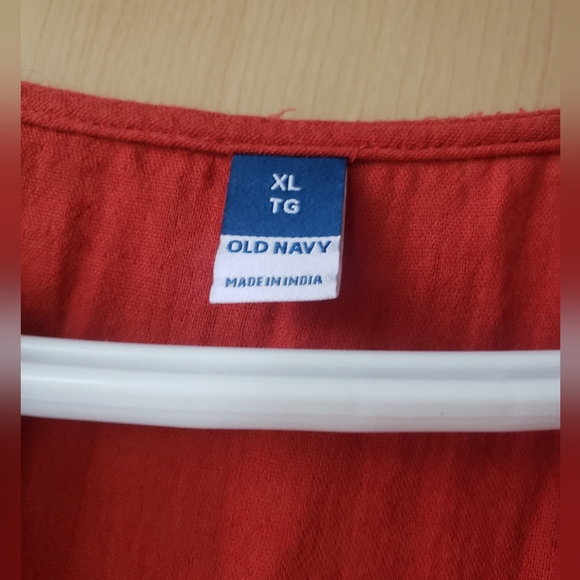 XL
TG
OLD NAVY
MADE IN INDIA